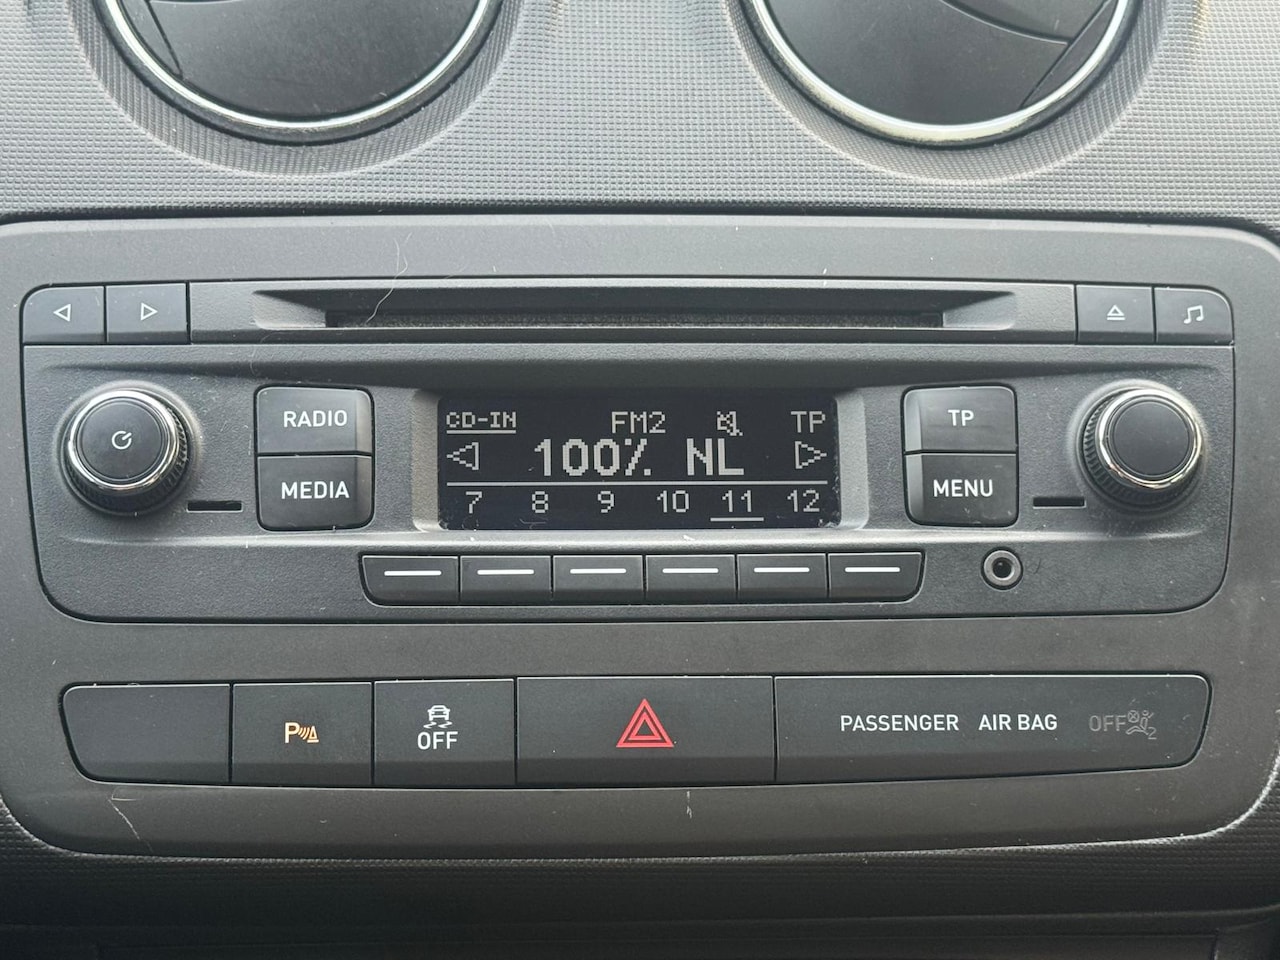 RADIO
MEDIA
CD-IN FM2 TP
100% NL
7 8 9 10 11 12
TP
MENU
P
OFF
PASSENGER AIR BAG OFF 2